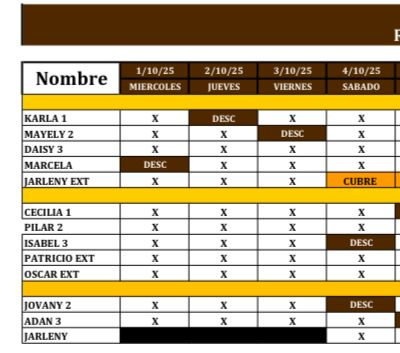 Nombre 1/10/25 2/10/25 3/10/25 4/10/25
MIERCOLES JUEVES VIERNES SABADO
KARLA 1 X DESC X X
MAYELY 2 X X DESC X
DAISY 3 X X X X
MARCELA DESC X X X
JARLENY EXT X X X CUBRE
CECILIA 1 X X X X
PILAR 2 X X X X
ISABEL 3 X X X DESC
PATRICIO EXT X X X X
OSCAR EXT X X X X
JOVANY 2 X X X DESC
ADAN 3 X X X X
JARLENY X